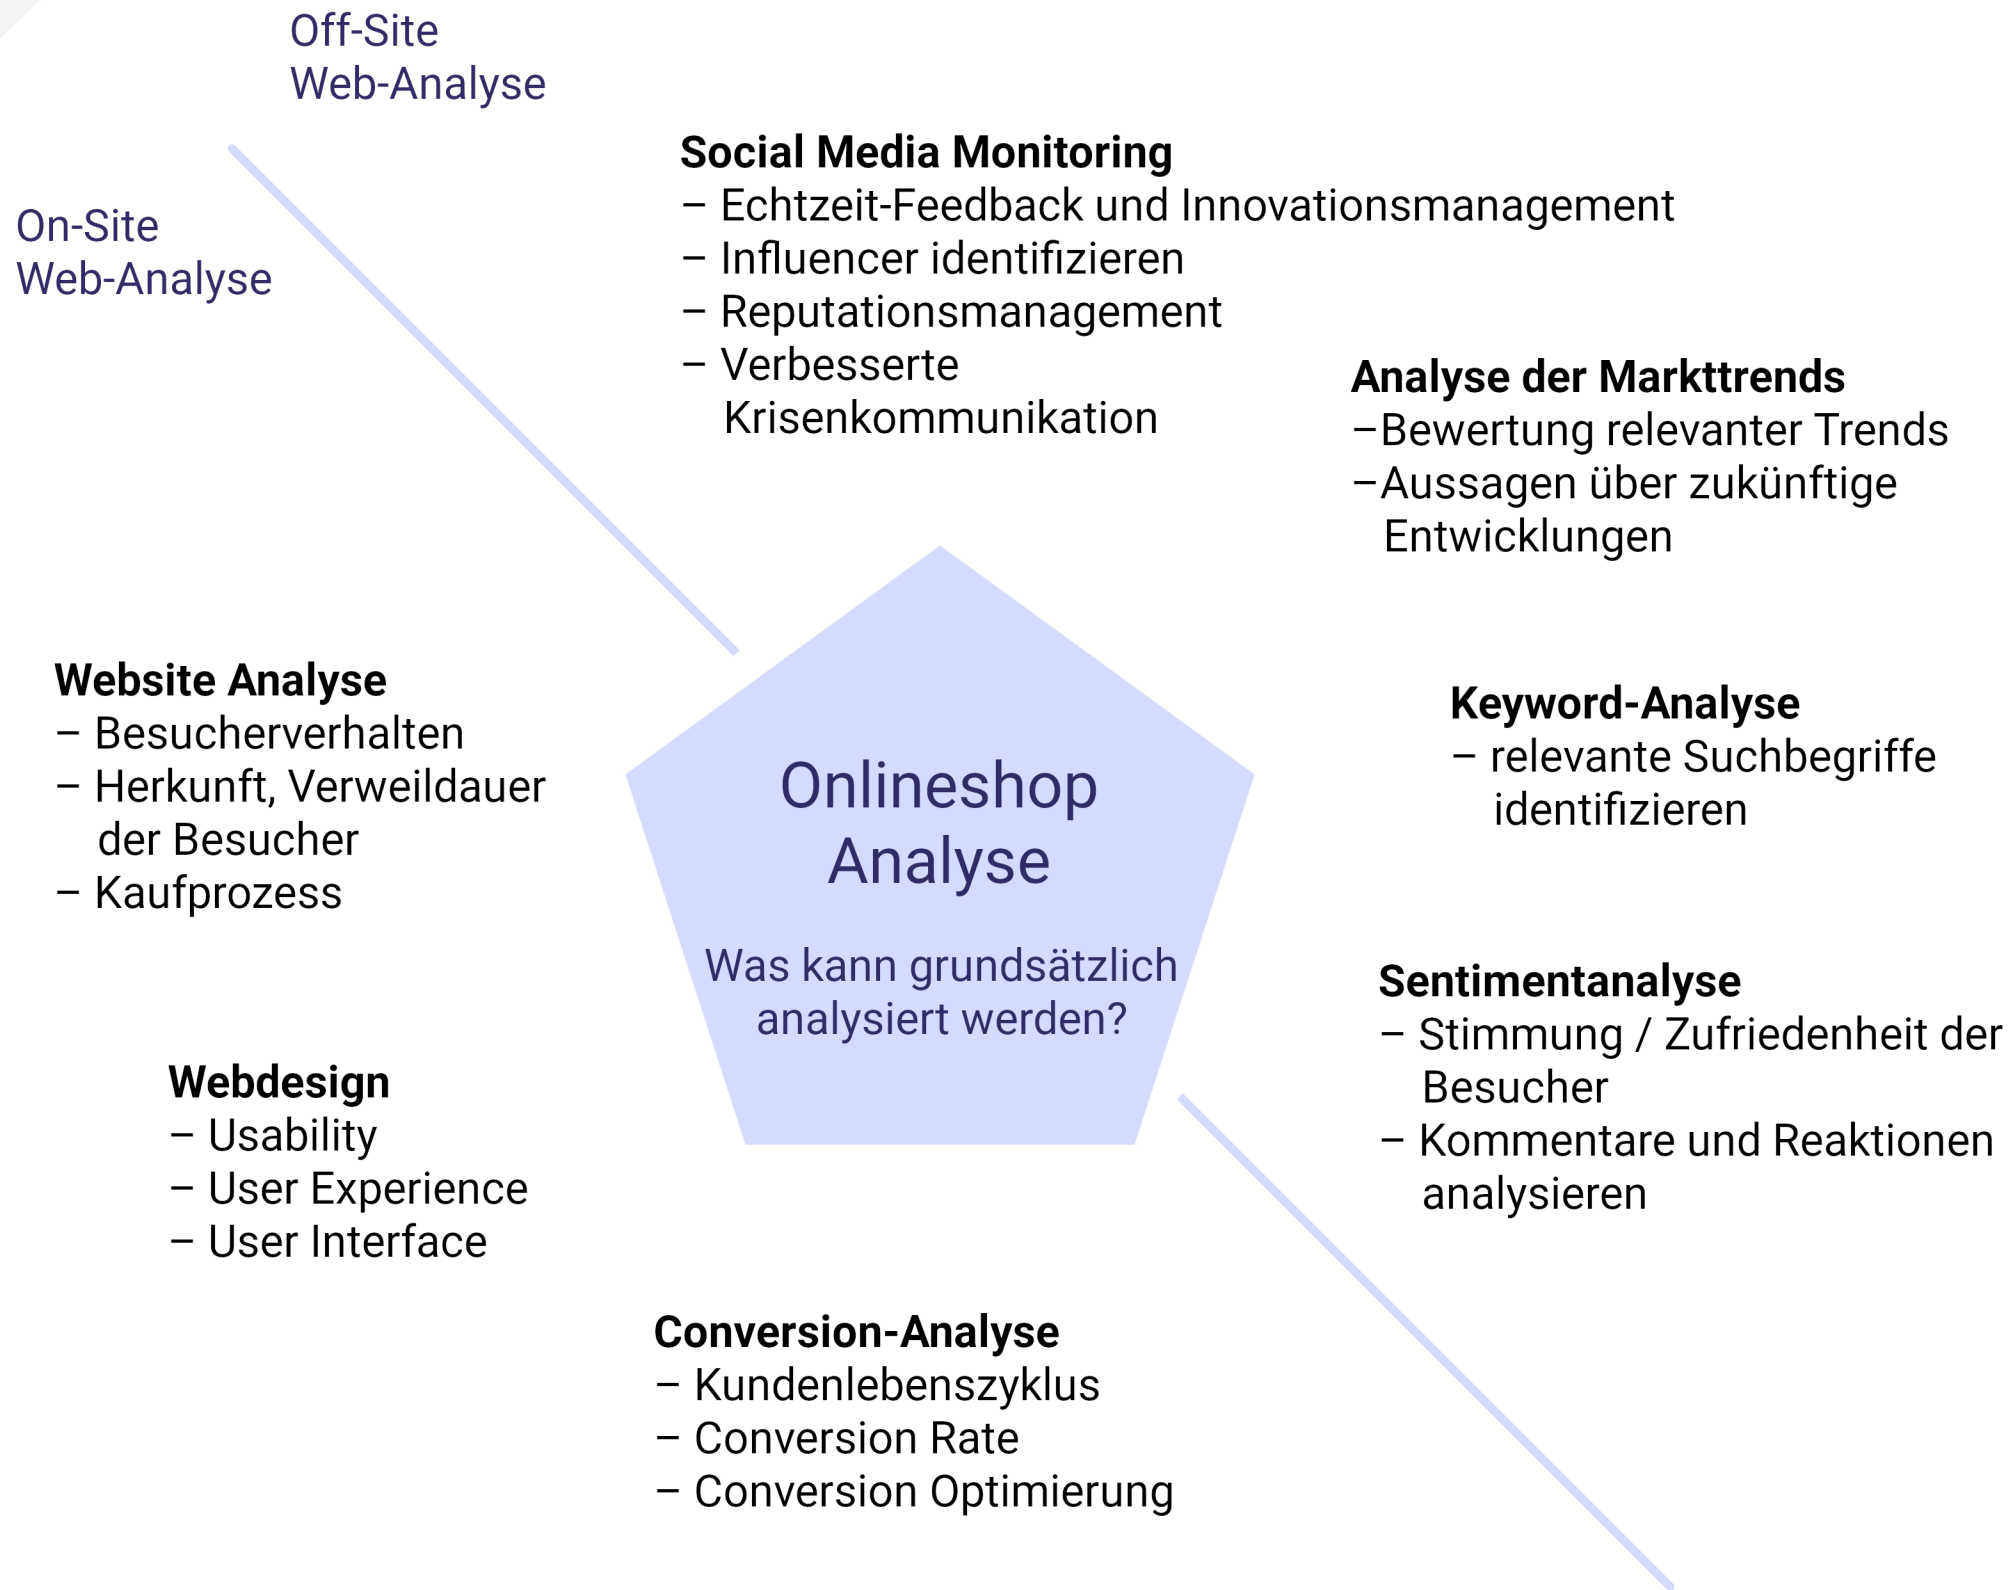 Off-Site
Web-Analyse
On-Site
Web-Analyse
Social Media Monitoring
– Echtzeit-Feedback und Innovationsmanagement
– Influencer identifizieren
– Reputationsmanagement
– Verbesserte
Krisenkommunikation
Analyse der Markttrends
–Bewertung relevanter Trends
–Aussagen über zukünftige
Entwicklungen
Website Analyse
– Besucherverhalten
– Herkunft, Verweildauer
der Besucher
– Kaufprozess
Onlineshop
Analyse
Was kann grundsätzlich
analysiert werden?
Keyword-Analyse
– relevante Suchbegriffe
identifizieren
Sentimentanalyse
– Stimmung / Zufriedenheit der
Besucher
– Kommentare und Reaktionen
analysieren
Webdesign
– Usability
– User Experience
– User Interface
Conversion-Analyse
– Kundenlebenszyklus
– Conversion Rate
– Conversion Optimierung